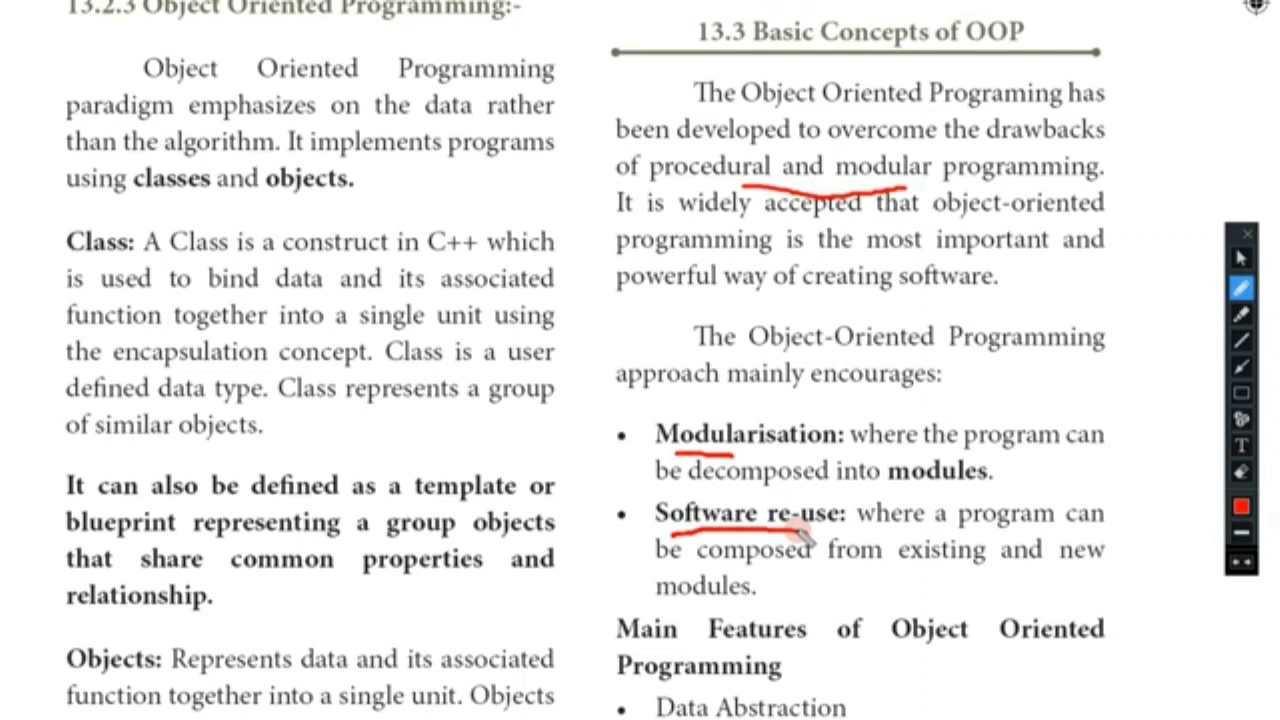 13.2.3 Object Oriented Programming:-
Object Oriented Programming
paradigm emphasizes on the data rather
than the algorithm. It implements programs
using classes and objects.
Class: A Class is a construct in C++ which
is used to bind data and its associated
function together into a single unit using
the encapsulation concept. Class is a user
defined data type. Class represents a group
of similar objects.
It can also be defined as a template or
blueprint representing a group objects
that share common properties and
relationship.
Objects: Represents data and its associated
function together into a single unit. Objects
13.3 Basic Concepts of OOP
The Object Oriented Programing has
been developed to overcome the drawbacks
of procedural and modular programming.
It is widely accepted that object-oriented
programming is the most important and
powerful way of creating software.
The Object-Oriented Programming
approach mainly encourages:
• Modularisation: where the program can
be decomposed into modules.
• Software re-use: where a program can
be composed from existing and new
modules.
Main Features of Object Oriented
Programming
• Data Abstraction
T